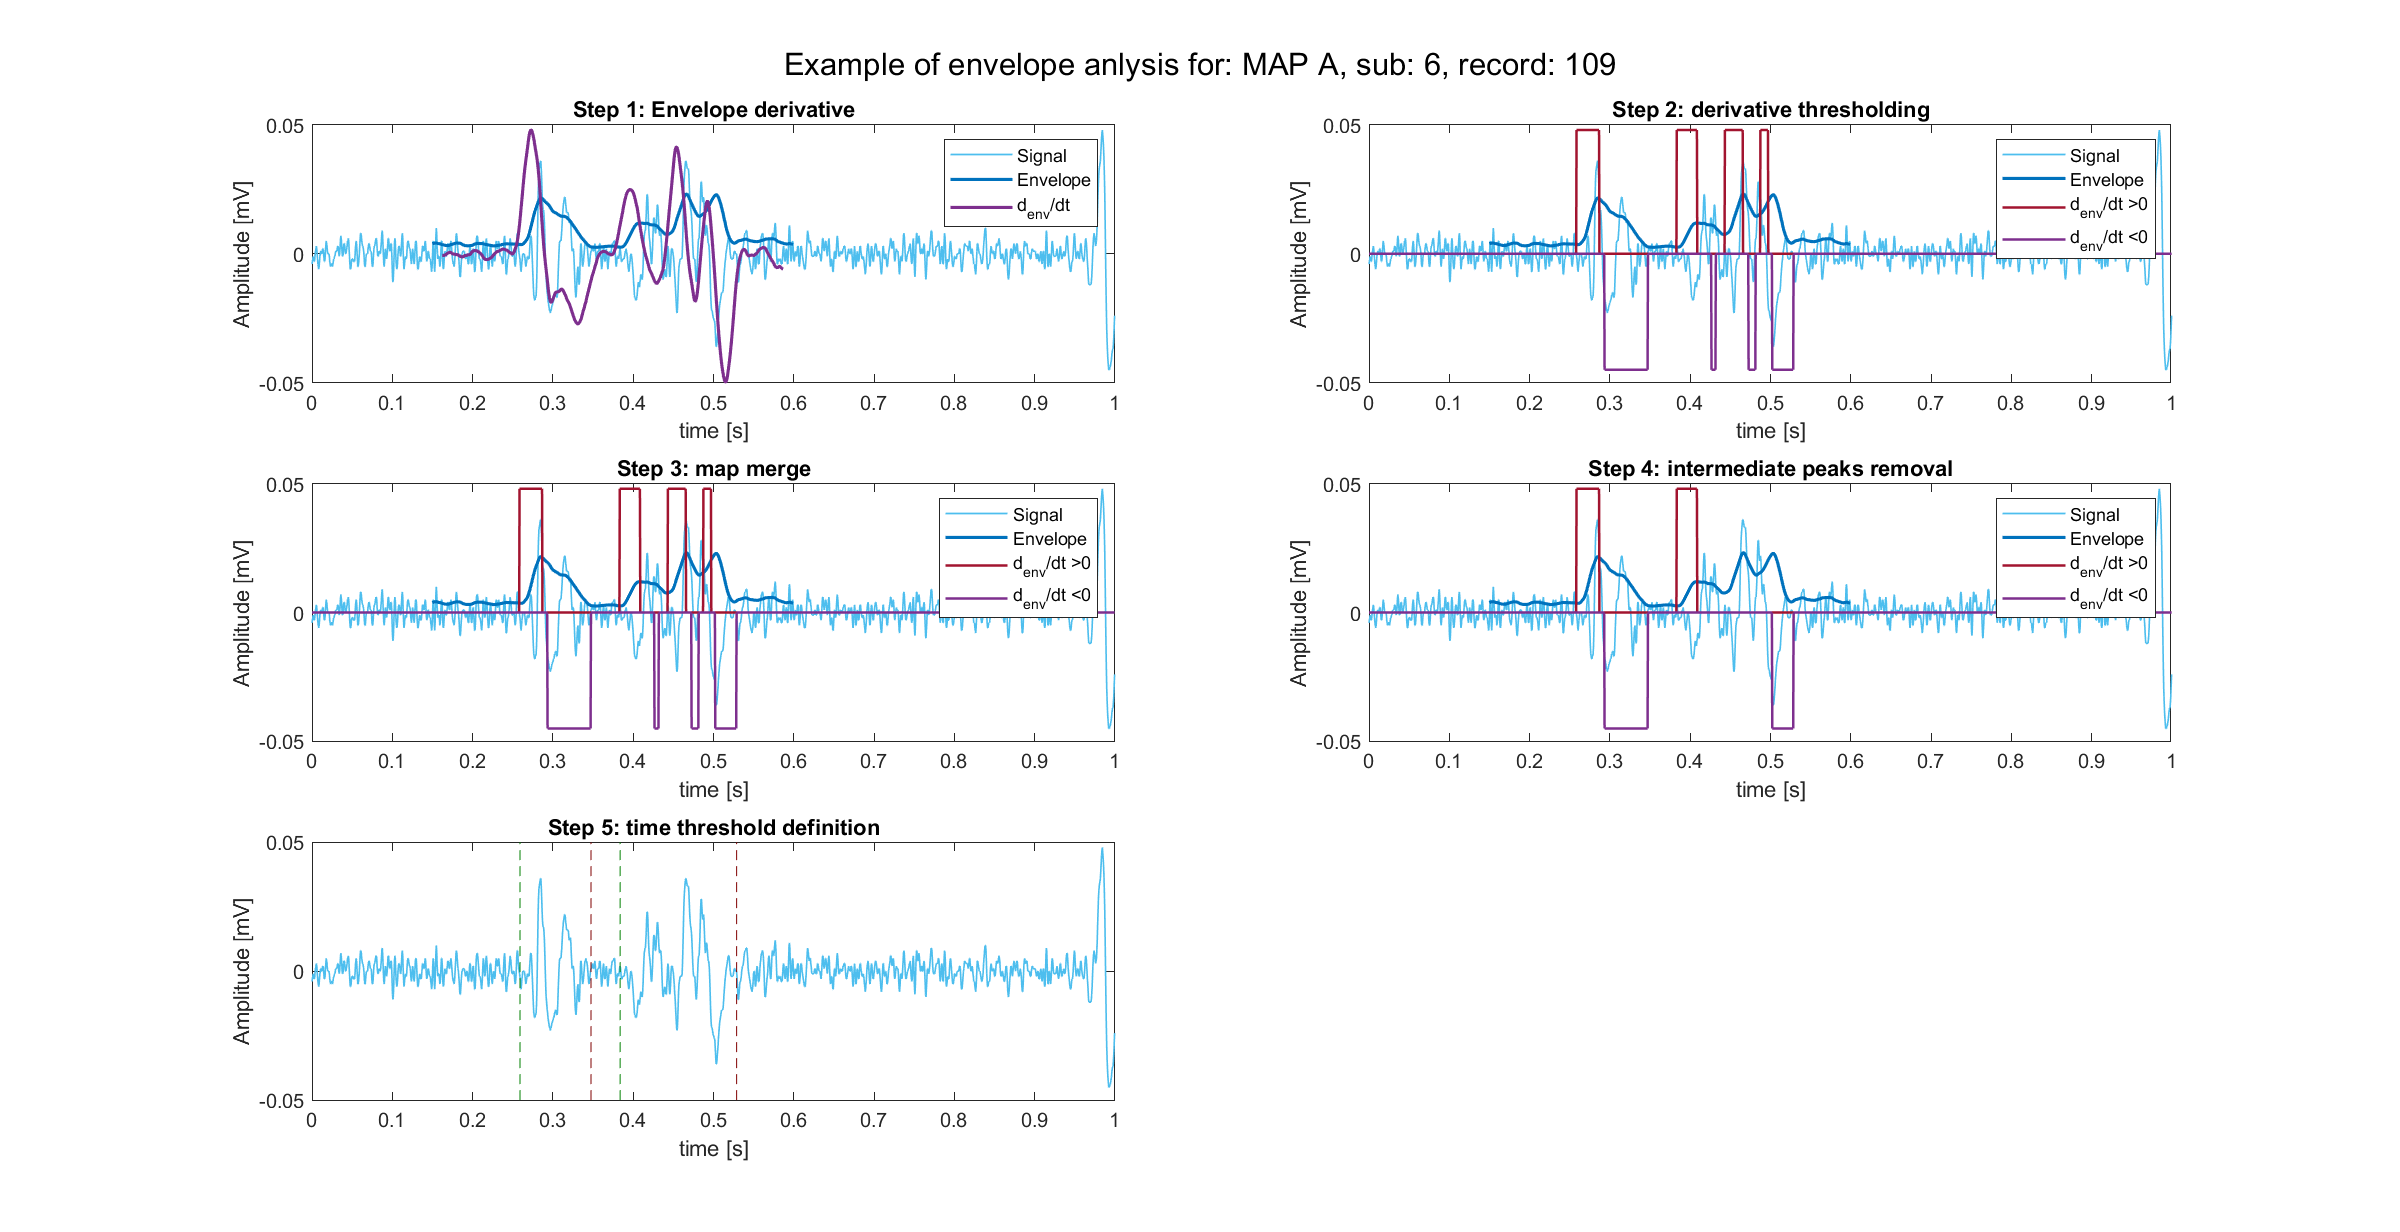 Example of envelope anlysis for: MAP A, sub: 6, record: 109
Step 1: Envelope derivative
0.05
0
-0.05
Amplitude [mV]
Signal
Envelope
d_env/dt
0 0.1 0.2 0.3 0.4 0.5 0.6 0.7 0.8 0.9 1
time [s]
Step 2: derivative thresholding
0.05
0
-0.05
Amplitude [mV]
Signal
Envelope
d_env/dt >0
d_env/dt <0
0 0.1 0.2 0.3 0.4 0.5 0.6 0.7 0.8 0.9 1
time [s]
Step 3: map merge
0.05
0
-0.05
Amplitude [mV]
Signal
Envelope
d_env/dt >0
d_env/dt <0
0 0.1 0.2 0.3 0.4 0.5 0.6 0.7 0.8 0.9 1
time [s]
Step 4: intermediate peaks removal
0.05
0
-0.05
Amplitude [mV]
Signal
Envelope
d_env/dt >0
d_env/dt <0
0 0.1 0.2 0.3 0.4 0.5 0.6 0.7 0.8 0.9 1
time [s]
Step 5: time threshold definition
0.05
0
-0.05
Amplitude [mV]
0 0.1 0.2 0.3 0.4 0.5 0.6 0.7 0.8 0.9 1
time [s]